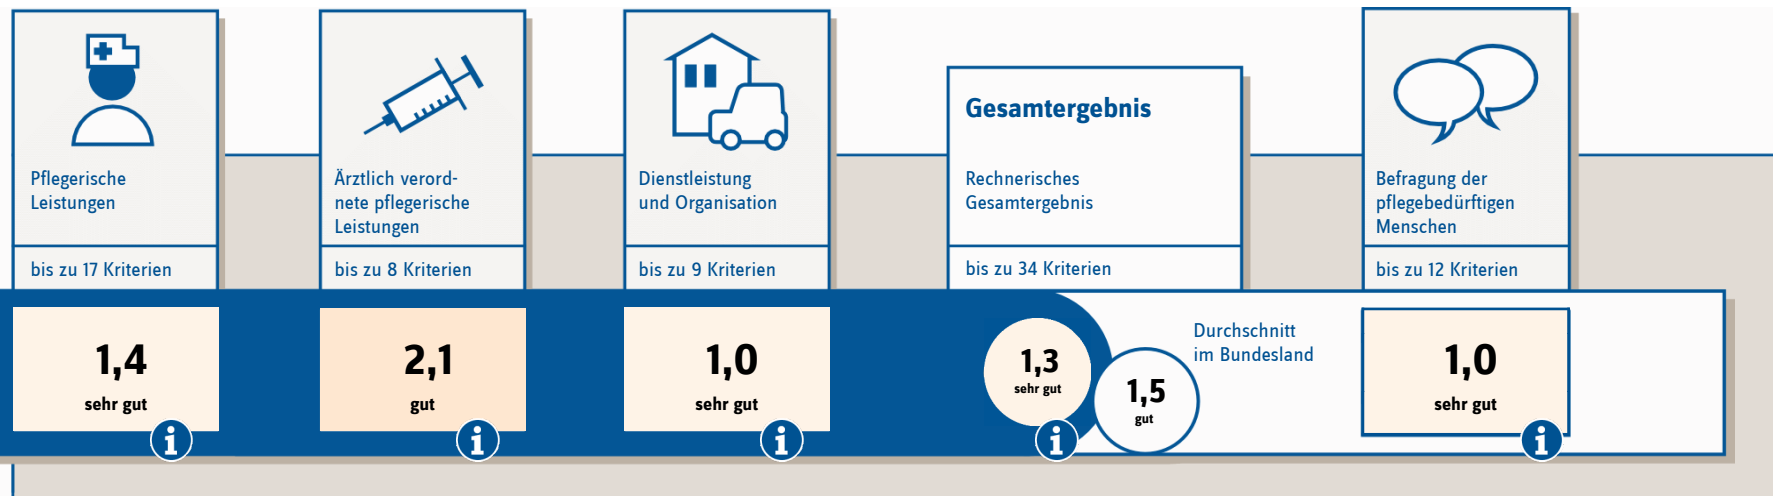 Pflegerische
Leistungen
bis zu 17 Kriterien
1,4
sehr gut
i
Ärztlich verord-
nete pflegerische
Leistungen
bis zu 8 Kriterien
2,1
gut
i
Dienstleistung
und Organisation
bis zu 9 Kriterien
1,0
sehr gut
i
Gesamtergebnis
Rechnerisches
Gesamtergebnis
bis zu 34 Kriterien
1,3
sehr gut
i
1,5
gut
Durchschnitt
im Bundesland
Befragung der
pflegebedürftigen
Menschen
bis zu 12 Kriterien
1,0
sehr gut
i